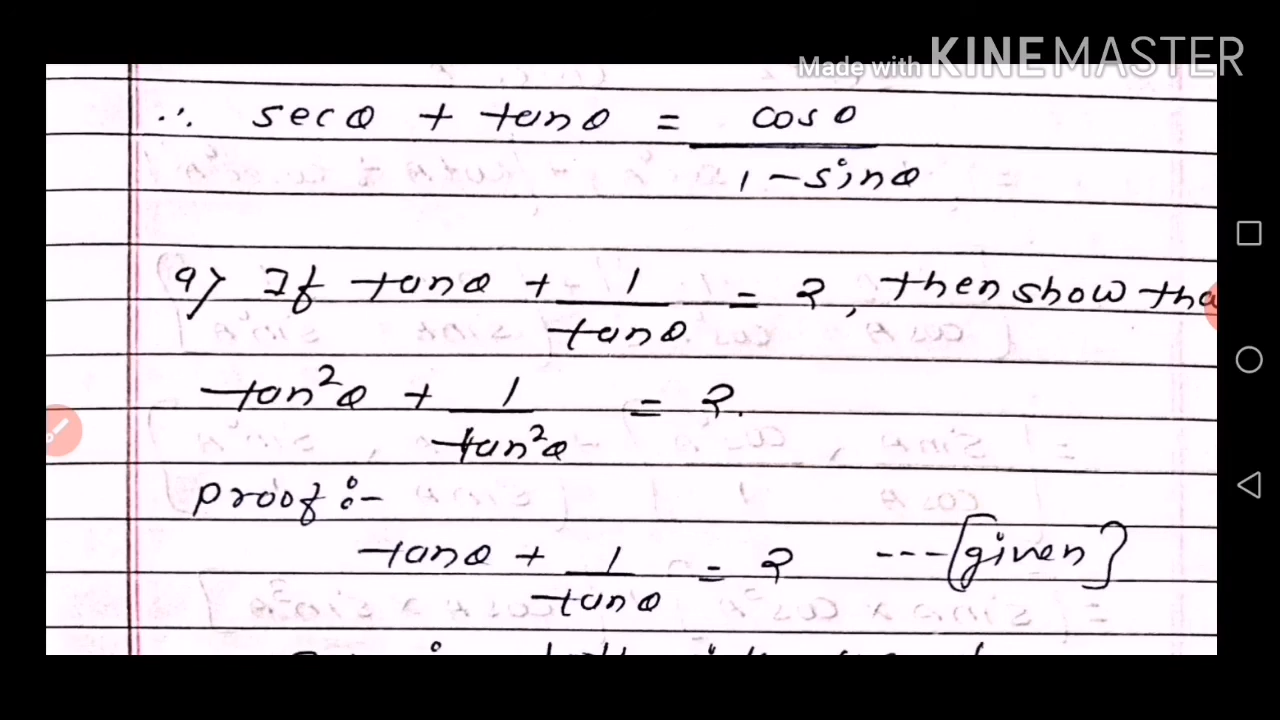 Made with KINEMASTER
∴ secθ + tanθ = cosθ / 1 - sinθ
9) If tanθ + 1/tanθ = 2, then show tha
tan²θ + 1/tan²θ = 2.
proof :-
tanθ + 1/tanθ = 2 ---[given]